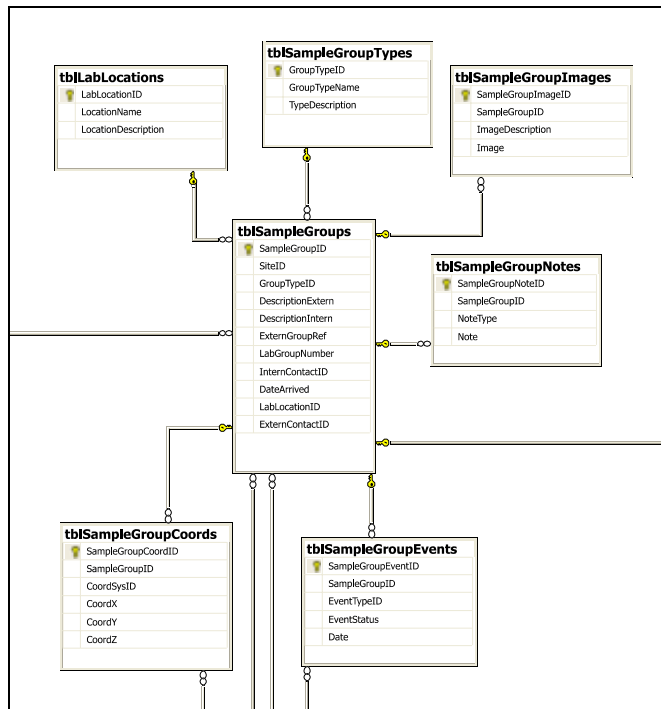 tblLabLocations
LabLocationID
LocationName
LocationDescription
tblSampleGroupTypes
GroupTypeID
GroupTypeName
TypeDescription
tblSampleGroupImages
SampleGroupImageID
SampleGroupID
ImageDescription
Image
tblSampleGroups
SampleGroupID
SiteID
GroupTypeID
DescriptionExtern
DescriptionIntern
ExternGroupRef
LabGroupNumber
InternContactID
DateArrived
LabLocationID
ExternContactID
tblSampleGroupNotes
SampleGroupNoteID
SampleGroupID
NoteType
Note
tblSampleGroupCoords
SampleGroupCoordID
SampleGroupID
CoordSysID
CoordX
CoordY
CoordZ
tblSampleGroupEvents
SampleGroupEventID
SampleGroupID
EventTypeID
EventStatus
Date